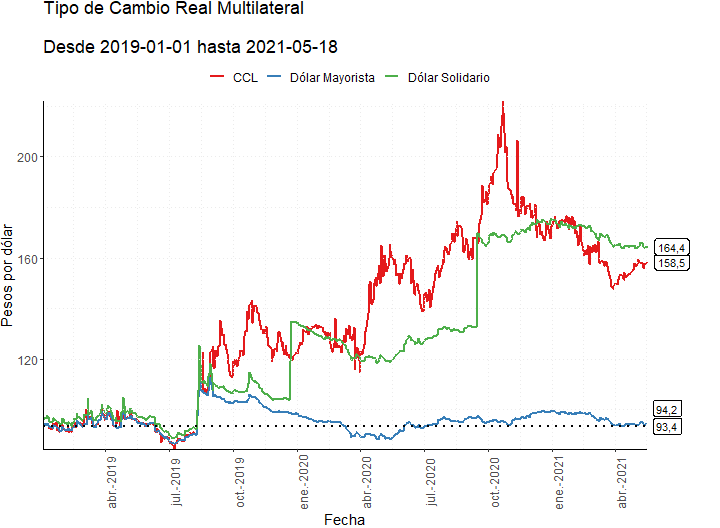 Tipo de Cambio Real Multilateral
Desde 2019-01-01 hasta 2021-05-18
CCL Dólar Mayorista Dólar Solidario
Pesos por dólar
200
160
120
164,4
158,5
94,2
93,4
abr.-2019
jul.-2019
oct.-2019
ene.-2020
abr.-2020
jul.-2020
oct.-2020
ene.-2021
abr.-2021
Fecha